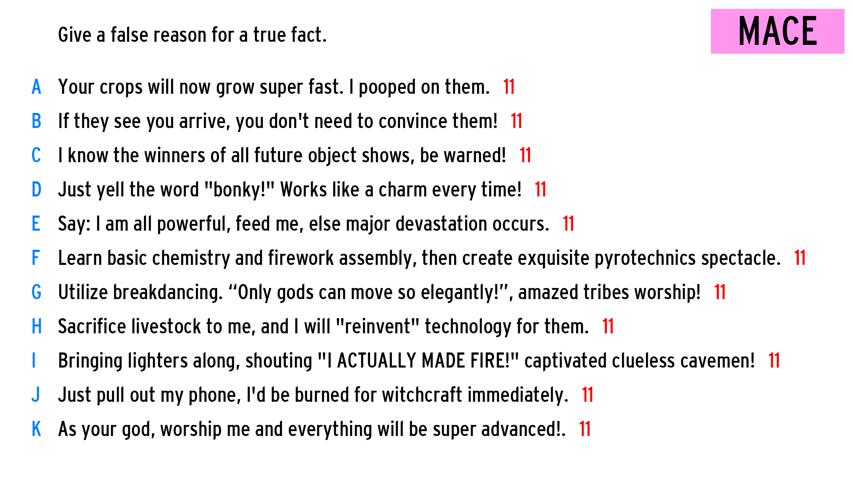 Give a false reason for a true fact.
MACE
A Your crops will now grow super fast. I pooped on them. 11
B If they see you arrive, you don't need to convince them! 11
C I know the winners of all future object shows, be warned! 11
D Just yell the word "bonky!" Works like a charm every time! 11
E Say: I am all powerful, feed me, else major devastation occurs. 11
F Learn basic chemistry and firework assembly, then create exquisite pyrotechnics spectacle. 11
G Utilize breakdancing. “Only gods can move so elegantly!”, amazed tribes worship! 11
H Sacrifice livestock to me, and I will "reinvent" technology for them. 11
I Bringing lighters along, shouting "I ACTUALLY MADE FIRE!" captivated clueless cavemen! 11
J Just pull out my phone, I'd be burned for witchcraft immediately. 11
K As your god, worship me and everything will be super advanced!. 11